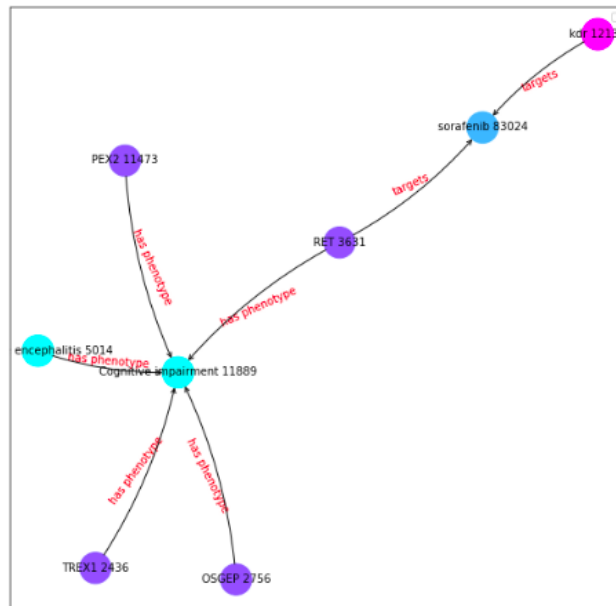 kdr 1213
targets
sorafenib 83024
PEX2 11473
targets
RET 3631
has phenotype
has phenotype
encephalitis 5014
has phenotype
Cognitive impairment 11889
has phenotype
has phenotype
TREX1 2436
OSGEP 2756